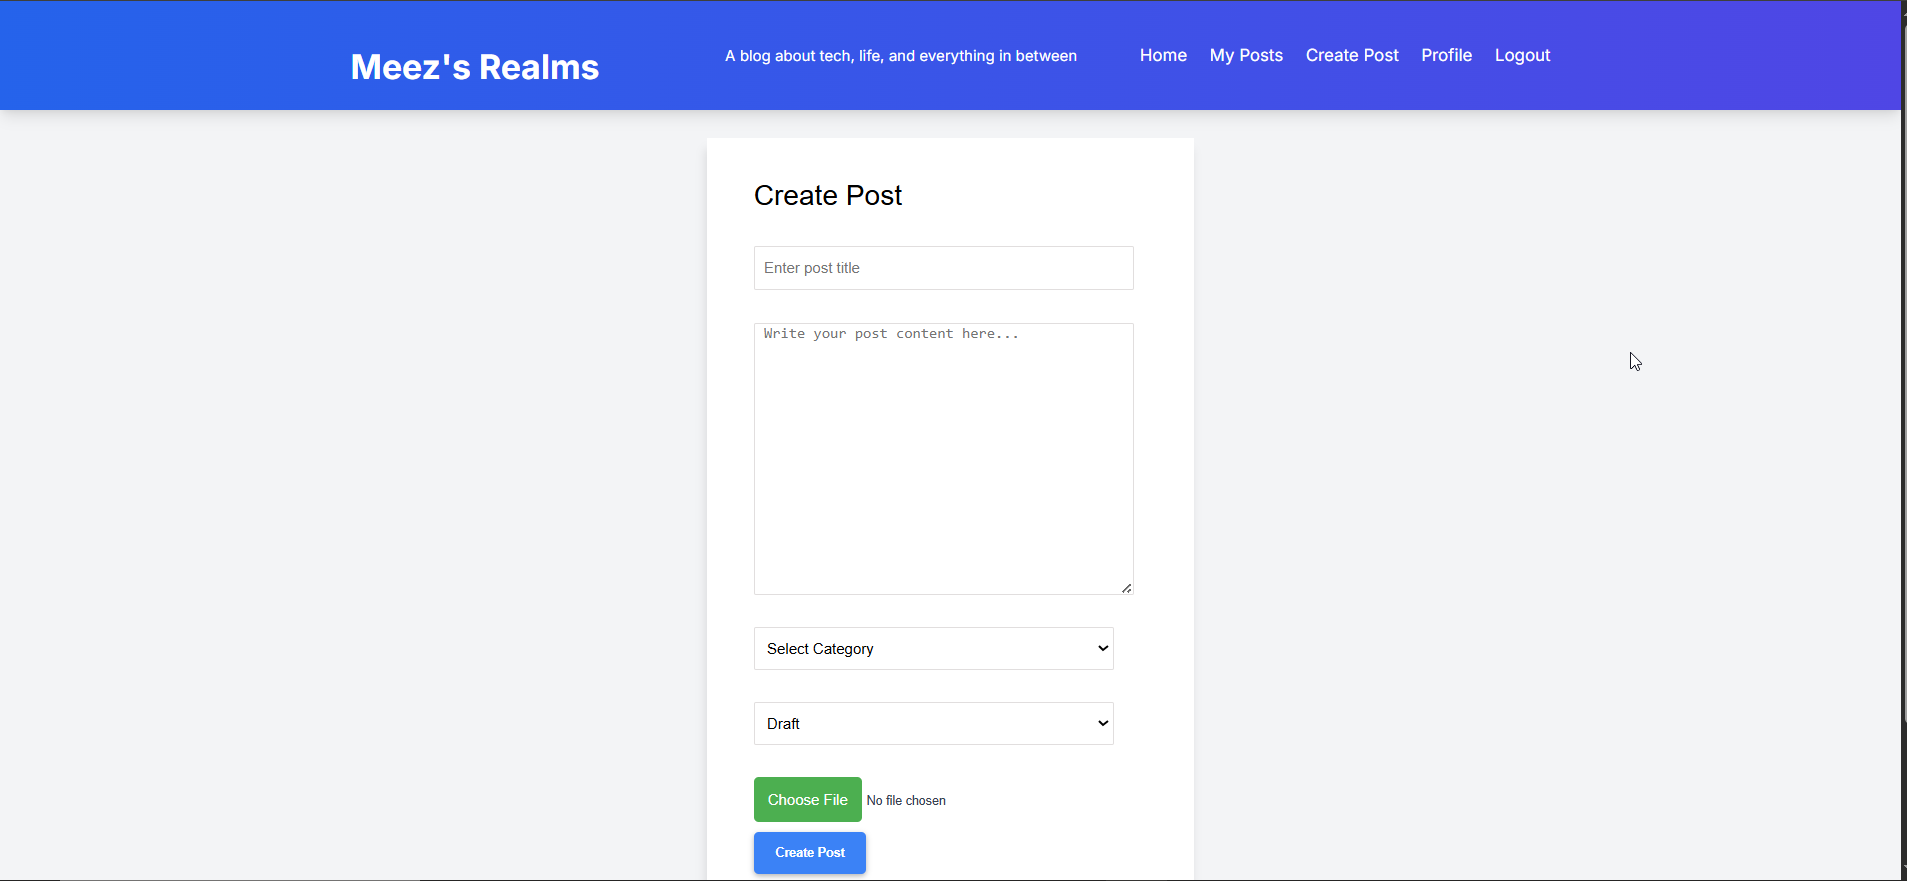 Meez's Realms
A blog about tech, life, and everything in between
Home My Posts Create Post Profile Logout
Create Post
Enter post title
Write your post content here...
Select Category
Draft
Choose File No file chosen
Create Post